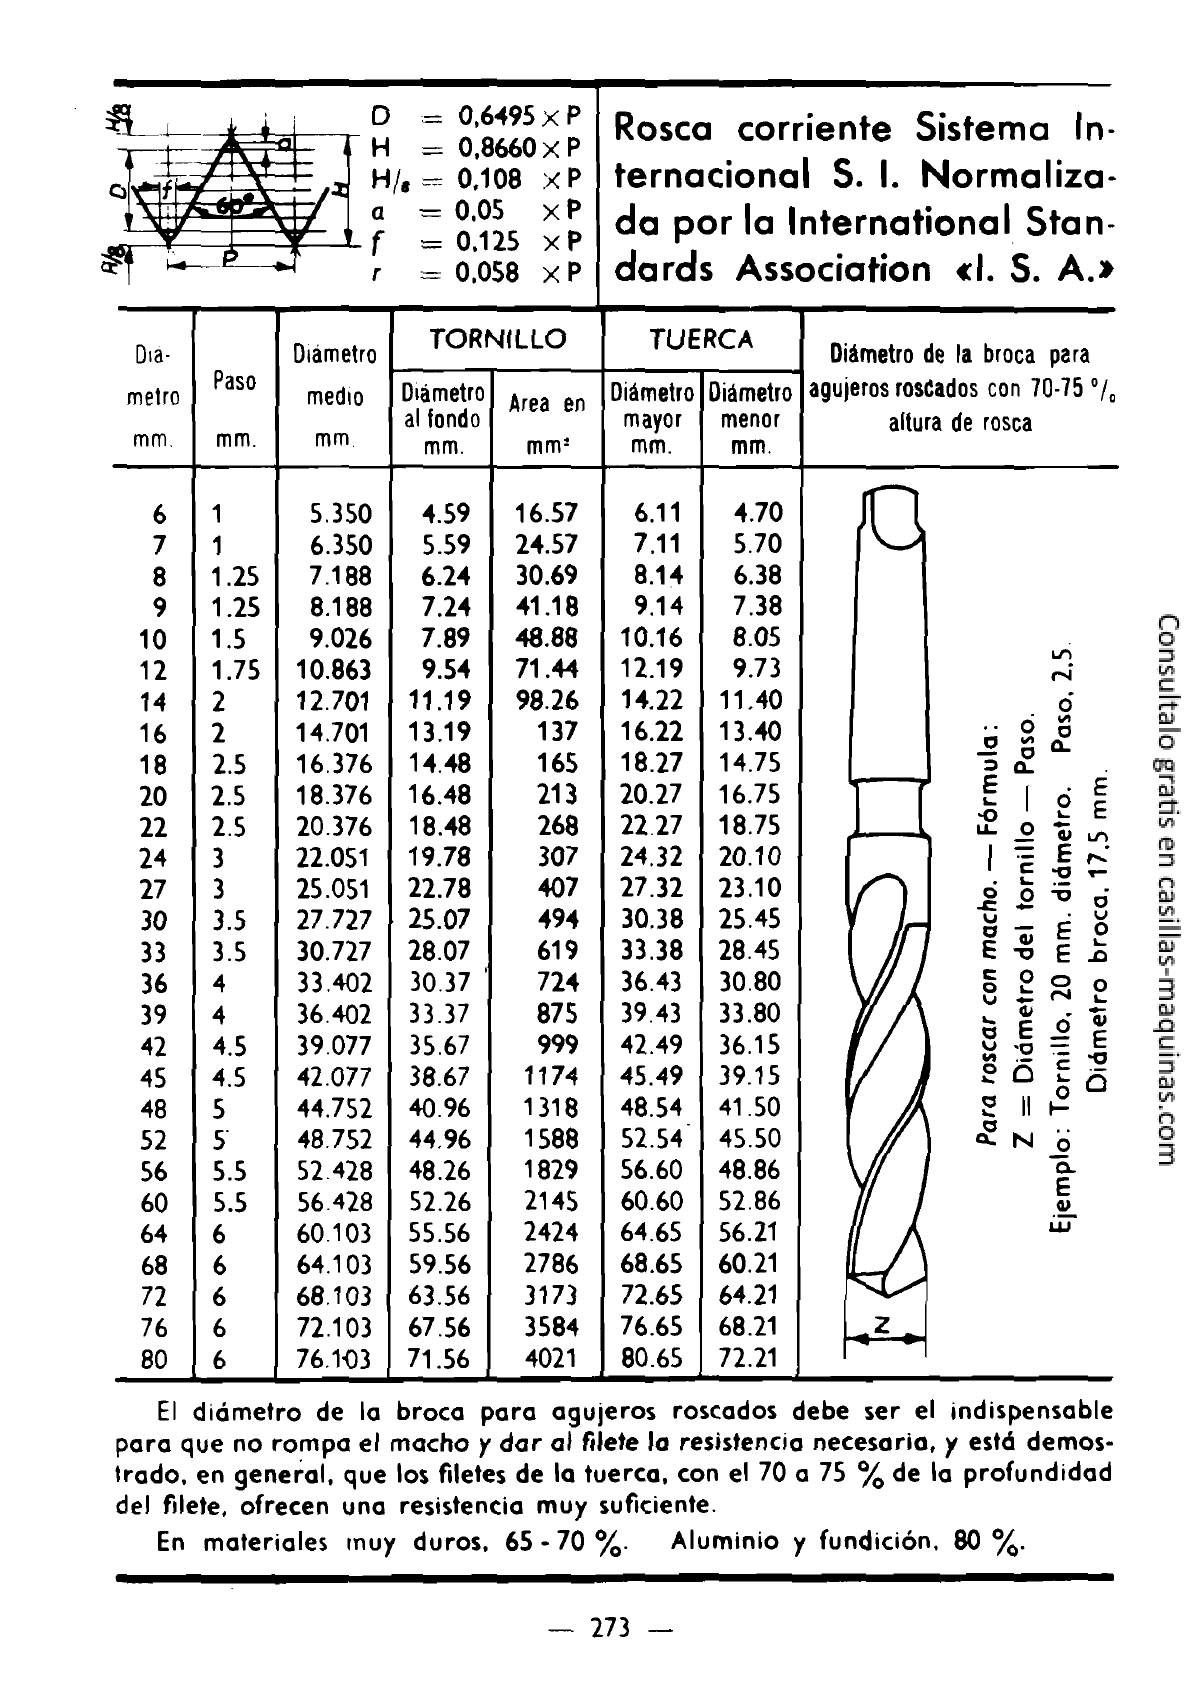 H/8
D
f
60°
a
H
H/8
P
D = 0,6495 × P
H = 0,8660 × P
H/8 = 0,108 × P
a = 0,05 × P
f = 0,125 × P
r = 0,058 × P
Rosca corriente Sistema In-
ternacional S. I. Normaliza-
da por la International Stan-
dards Association «I. S. A.»
Diá-
metro
mm.
Paso
mm.
Diámetro
medio
mm.
TORNILLO
Diámetro
al fondo
mm.
Area en
mm²
TUERCA
Diámetro
mayor
mm.
Diámetro
menor
mm.
Diámetro de la broca para
agujeros roscados con 70-75 %
altura de rosca
6 1 5.350 4.59 16.57 6.11 4.70
7 1 6.350 5.59 24.57 7.11 5.70
8 1.25 7.188 6.24 30.69 8.14 6.38
9 1.25 8.188 7.24 41.18 9.14 7.38
10 1.5 9.026 7.89 48.88 10.16 8.05
12 1.75 10.863 9.54 71.44 12.19 9.73
14 2 12.701 11.19 98.26 14.22 11.40
16 2 14.701 13.19 137 16.22 13.40
18 2.5 16.376 14.48 165 18.27 14.75
20 2.5 18.376 16.48 213 20.27 16.75
22 2.5 20.376 18.48 268 22.27 18.75
24 3 22.051 19.78 307 24.32 20.10
27 3 25.051 22.78 407 27.32 23.10
30 3.5 27.727 25.07 494 30.38 25.45
33 3.5 30.727 28.07 619 33.38 28.45
36 4 33.402 30.37 724 36.43 30.80
39 4 36.402 33.37 875 39.43 33.80
42 4.5 39.077 35.67 999 42.49 36.15
45 4.5 42.077 38.67 1174 45.49 39.15
48 5 44.752 40.96 1318 48.54 41.50
52 5 48.752 44.96 1588 52.54 45.50
56 5.5 52.428 48.26 1829 56.60 48.86
60 5.5 56.428 52.26 2145 60.60 52.86
64 6 60.103 55.56 2424 64.65 56.21
68 6 64.103 59.56 2786 68.65 60.21
72 6 68.103 63.56 3173 72.65 64.21
76 6 72.103 67.56 3584 76.65 68.21
80 6 76.103 71.56 4021 80.65 72.21
Z
Para roscar con macho. — Fórmula:
Z = Diámetro del tornillo — Paso.
Ejemplo: Tornillo, 20 mm. diámetro. Paso, 2,5.
Diámetro broca, 17,5 mm.
El diámetro de la broca para agujeros roscados debe ser el indispensable
para que no rompa el macho y dar al filete la resistencia necesaria, y está demos-
trado, en general, que los filetes de la tuerca, con el 70 a 75 % de la profundidad
del filete, ofrecen una resistencia muy suficiente.
En materiales muy duros, 65 - 70 %. Aluminio y fundición, 80 %.
— 273 —
Consultalo gratis en casillas-maquinas.com